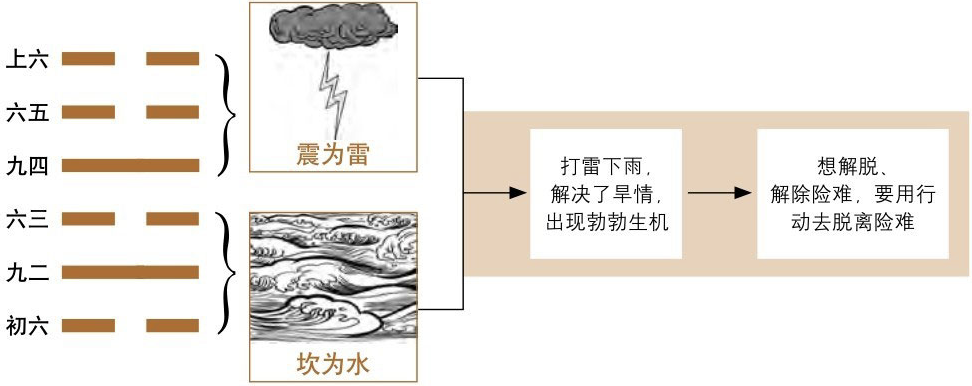 上六
六五
九四
六三
九二
初六
震为雷
坎为水
打雷下雨，
解决了旱情，
出现勃勃生机
想解脱、
解除险难，要用行
动去脱离险难